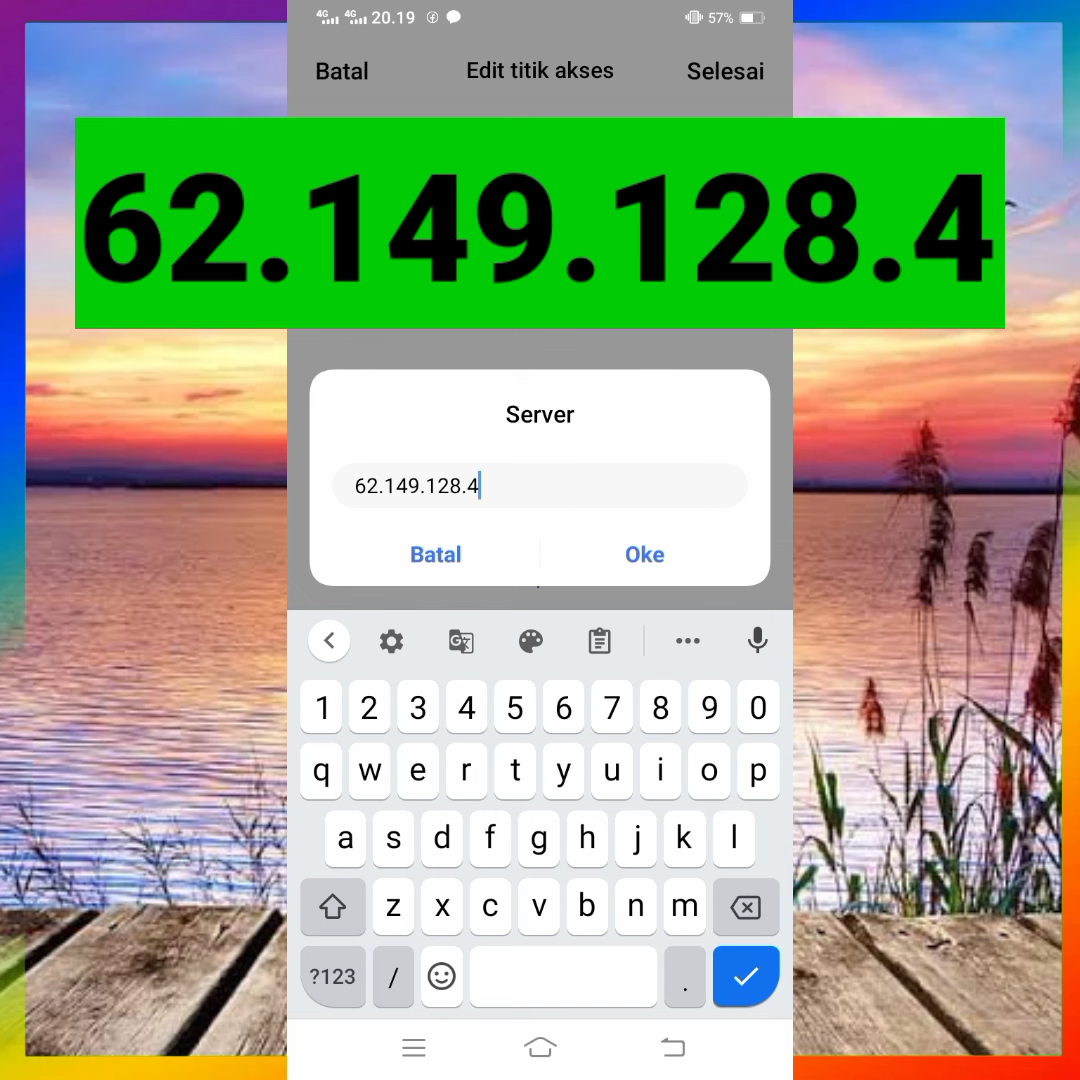 4G 4G 20.19 57%
Batal Edit titik akses Selesai
62.149.128.4
Server
62.149.128.4
Batal Oke
1 2 3 4 5 6 7 8 9 0
q w e r t y u i o p
a s d f g h j k l
z x c v b n m
?123 / .